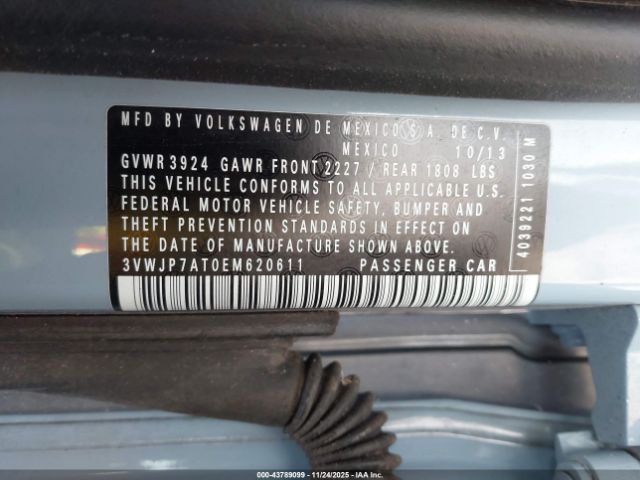 MFD BY VOLKSWAGEN DE MEXICO S.A. DE C.V.
MEXICO 10/13
GVWR 3924 GAWR FRONT 2227 / REAR 1808 LBS
THIS VEHICLE CONFORMS TO ALL APPLICABLE U.S.
FEDERAL MOTOR VEHICLE SAFETY, BUMPER AND
THEFT PREVENTION STANDARDS IN EFFECT ON
THE DATE OF MANUFACTURE SHOWN ABOVE.
3VWJP7AT0EM620611 PASSENGER CAR
4039221 1030 M
000-43789099 - 11/24/2025 - IAAI.CA